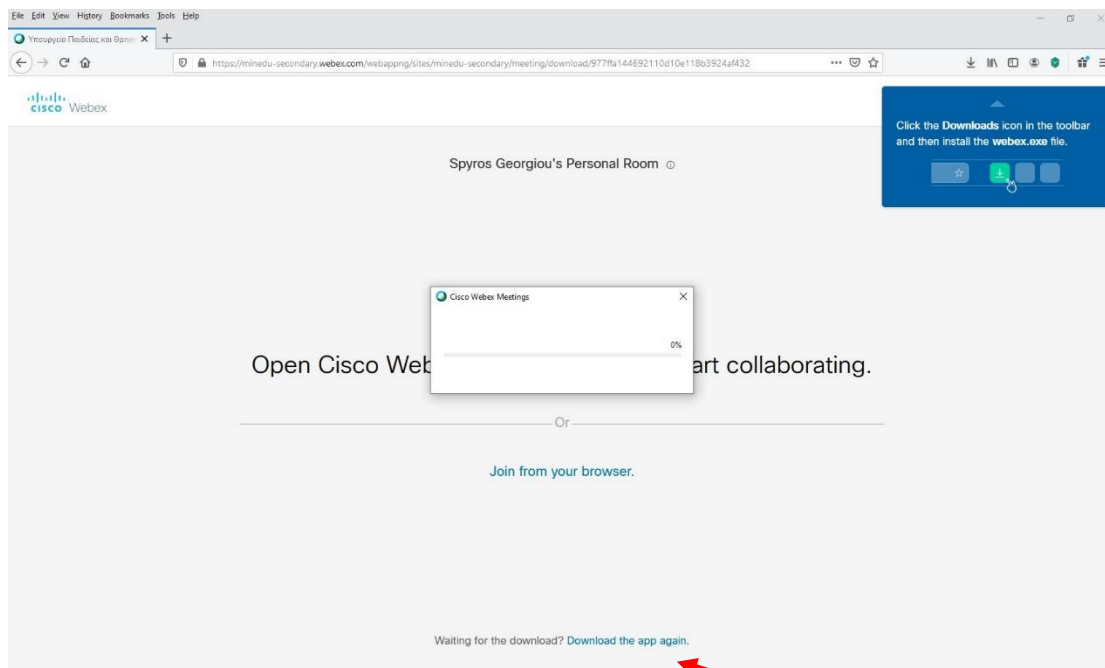 File Edit View History Bookmarks Tools Help
Υπουργείο Παιδείας και Θρησκ
https://minedu-secondary.webex.com/webappng/sites/minedu-secondary/meeting/download/977ffa144692110d10e118b3924af432
cisco Webex
Click the Downloads icon in the toolbar
and then install the webex.exe file.
Spyros Georgiou's Personal Room
Cisco Webex Meetings
0%
Open Cisco Web
art collaborating.
Or
Join from your browser.
Waiting for the download? Download the app again.